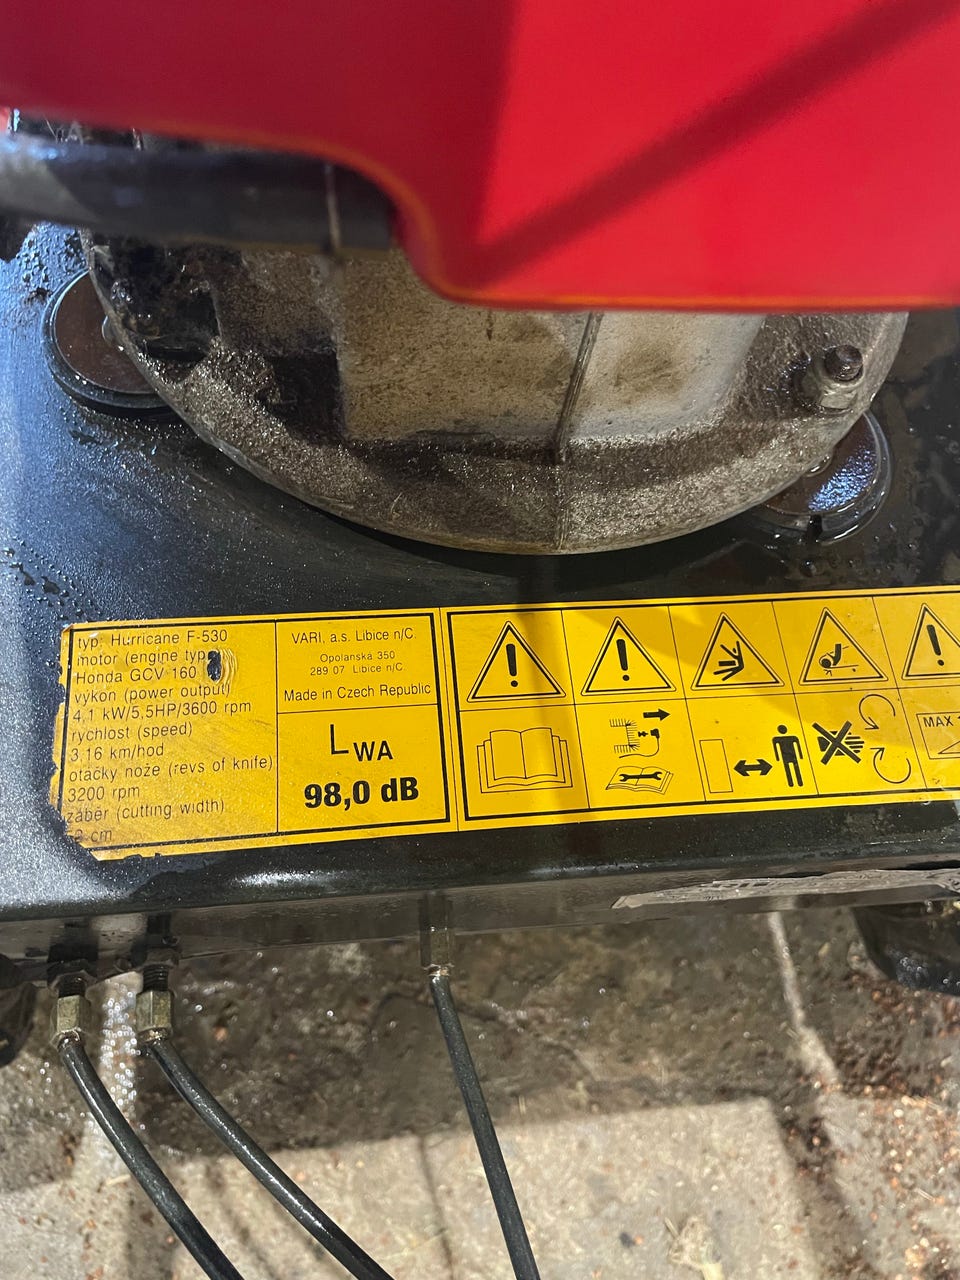 typ: Hurricane F-530
motor (engine type)
Honda GCV 160
výkon (power output)
4,1 kW/5,5HP/3600 rpm
rychlost (speed)
3,16 km/hod
otáčky nože (revs of knife)
3200 rpm
záběr (cutting width)
cm
VARI, a.s. Libice n/C.
Opolanská 350
289 07 Libice n/C.
Made in Czech Republic
LWA
98,0 dB
MAX